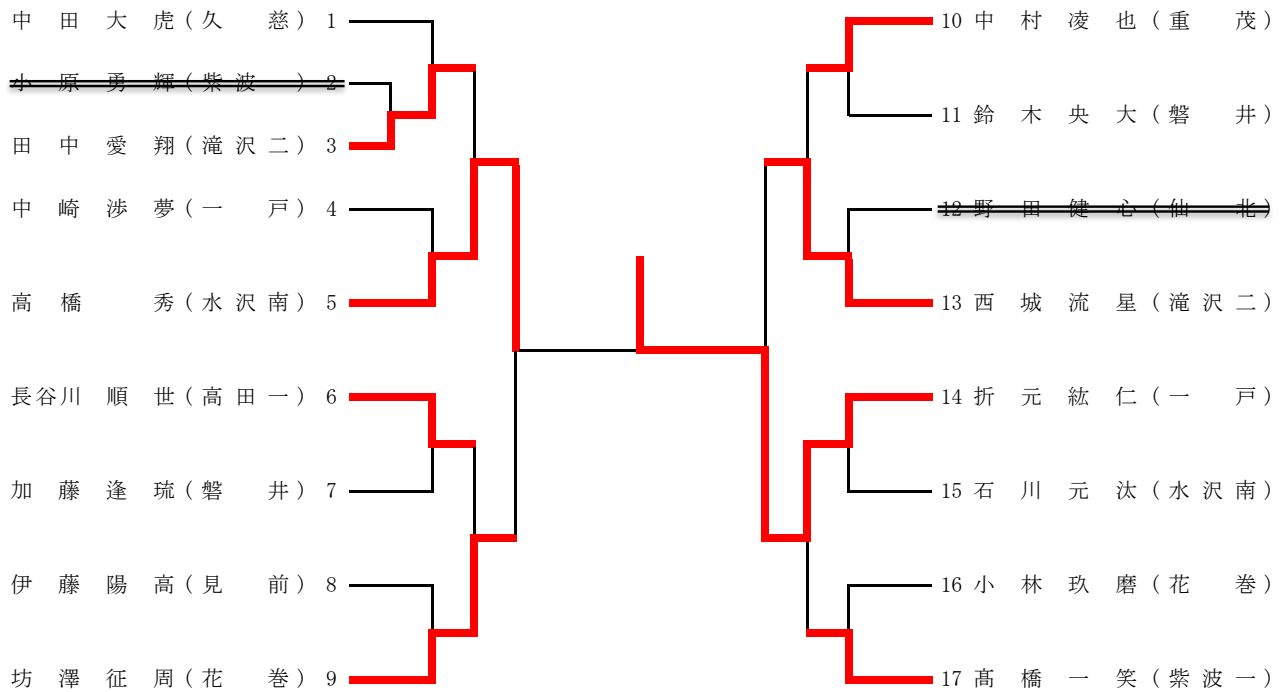 中田大虎(久慈) 1
小原勇輝(紫波　) 2
田中愛翔(滝沢二) 3
中崎渉夢(一戸) 4
高橋秀(水沢南) 5
長谷川順世(高田一) 6
加藤逢琉(磐井) 7
伊藤陽高(見前) 8
坊澤征周(花巻) 9
10 中村凌也(重茂)
11 鈴木央大(磐井)
12 野田健心(仙北)
13 西城流星(滝沢二)
14 折元紘仁(一戸)
15 石川元汰(水沢南)
16 小林玖磨(花巻)
17 髙橋一笑(紫波一)